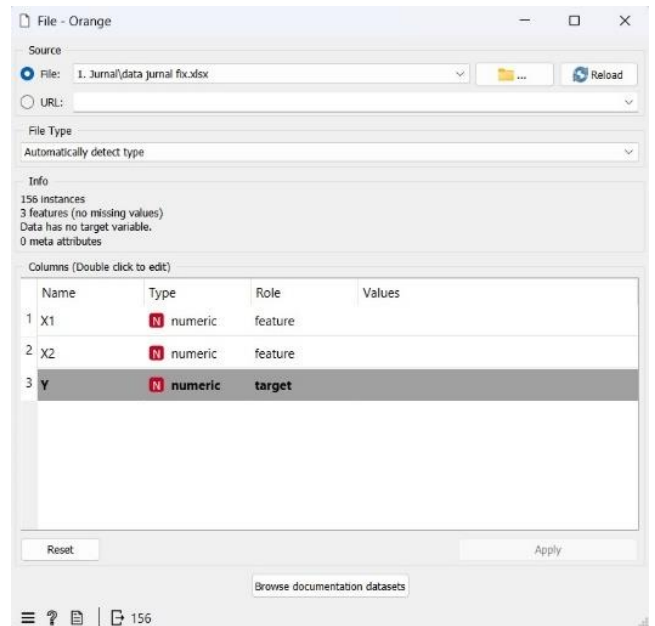 File - Orange
Source
File: 1. Jurnal\data jurnal fix.xlsx ... Reload
URL:
File Type
Automatically detect type
Info
156 instances
3 features (no missing values)
Data has no target variable.
0 meta attributes
Columns (Double click to edit)
Name Type Role Values
1 X1 N numeric feature
2 X2 N numeric feature
3 Y N numeric target
Reset Apply
Browse documentation datasets
? 156